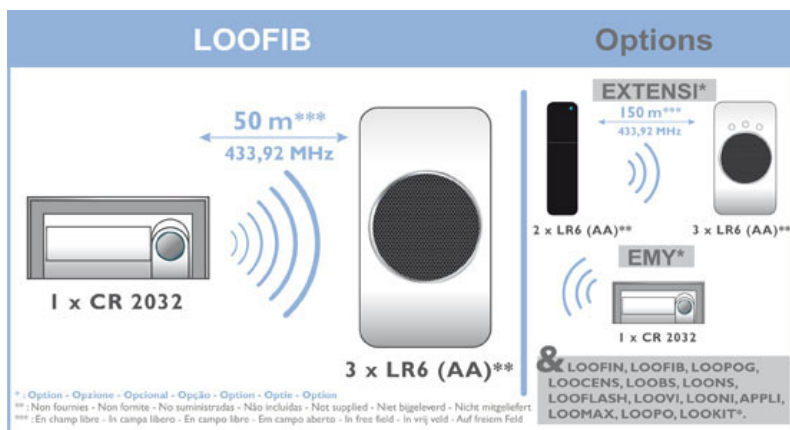 LOOFIB
50 m***
433,92 MHz
1 x CR 2032
3 x LR6 (AA)**
* : Option - Opzione - Opcional - Opção - Option - Optie - Option
** : Non fournies - Non fornite - No suministradas - Não incluídas - Not supplied - Niet bijgeleverd - Nicht mitgeliefert
*** : En champ libre - In campo libero - En campo libre - Em campo aberto - In free field - In vrij veld - Auf freiem Feld
Options
EXTENSI*
150 m***
433,92 MHz
2 x LR6 (AA)** 3 x LR6 (AA)**
EMY*
1 x CR 2032
& LOOFIN, LOOFIB, LOOPOG,
LOOCENS, LOOBS, LOONS,
LOOFLASH, LOOVI, LOONI, APPLI,
LOOMAX, LOOPO, LOOKIT*.